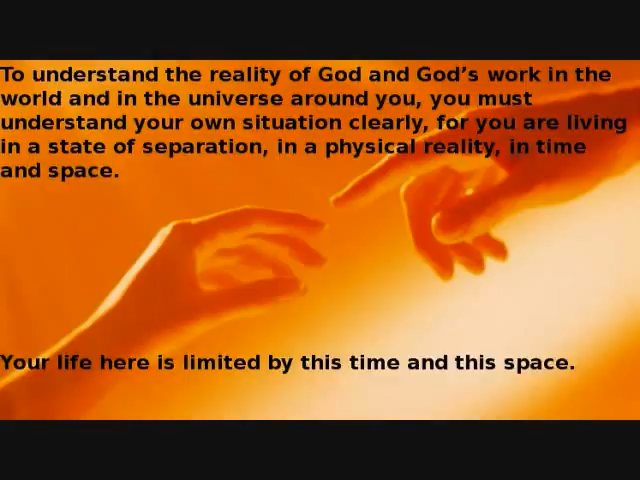 To understand the reality of God and God’s work in the
world and in the universe around you, you must
understand your own situation clearly, for you are living
in a state of separation, in a physical reality, in time
and space.
Your life here is limited by this time and this space.